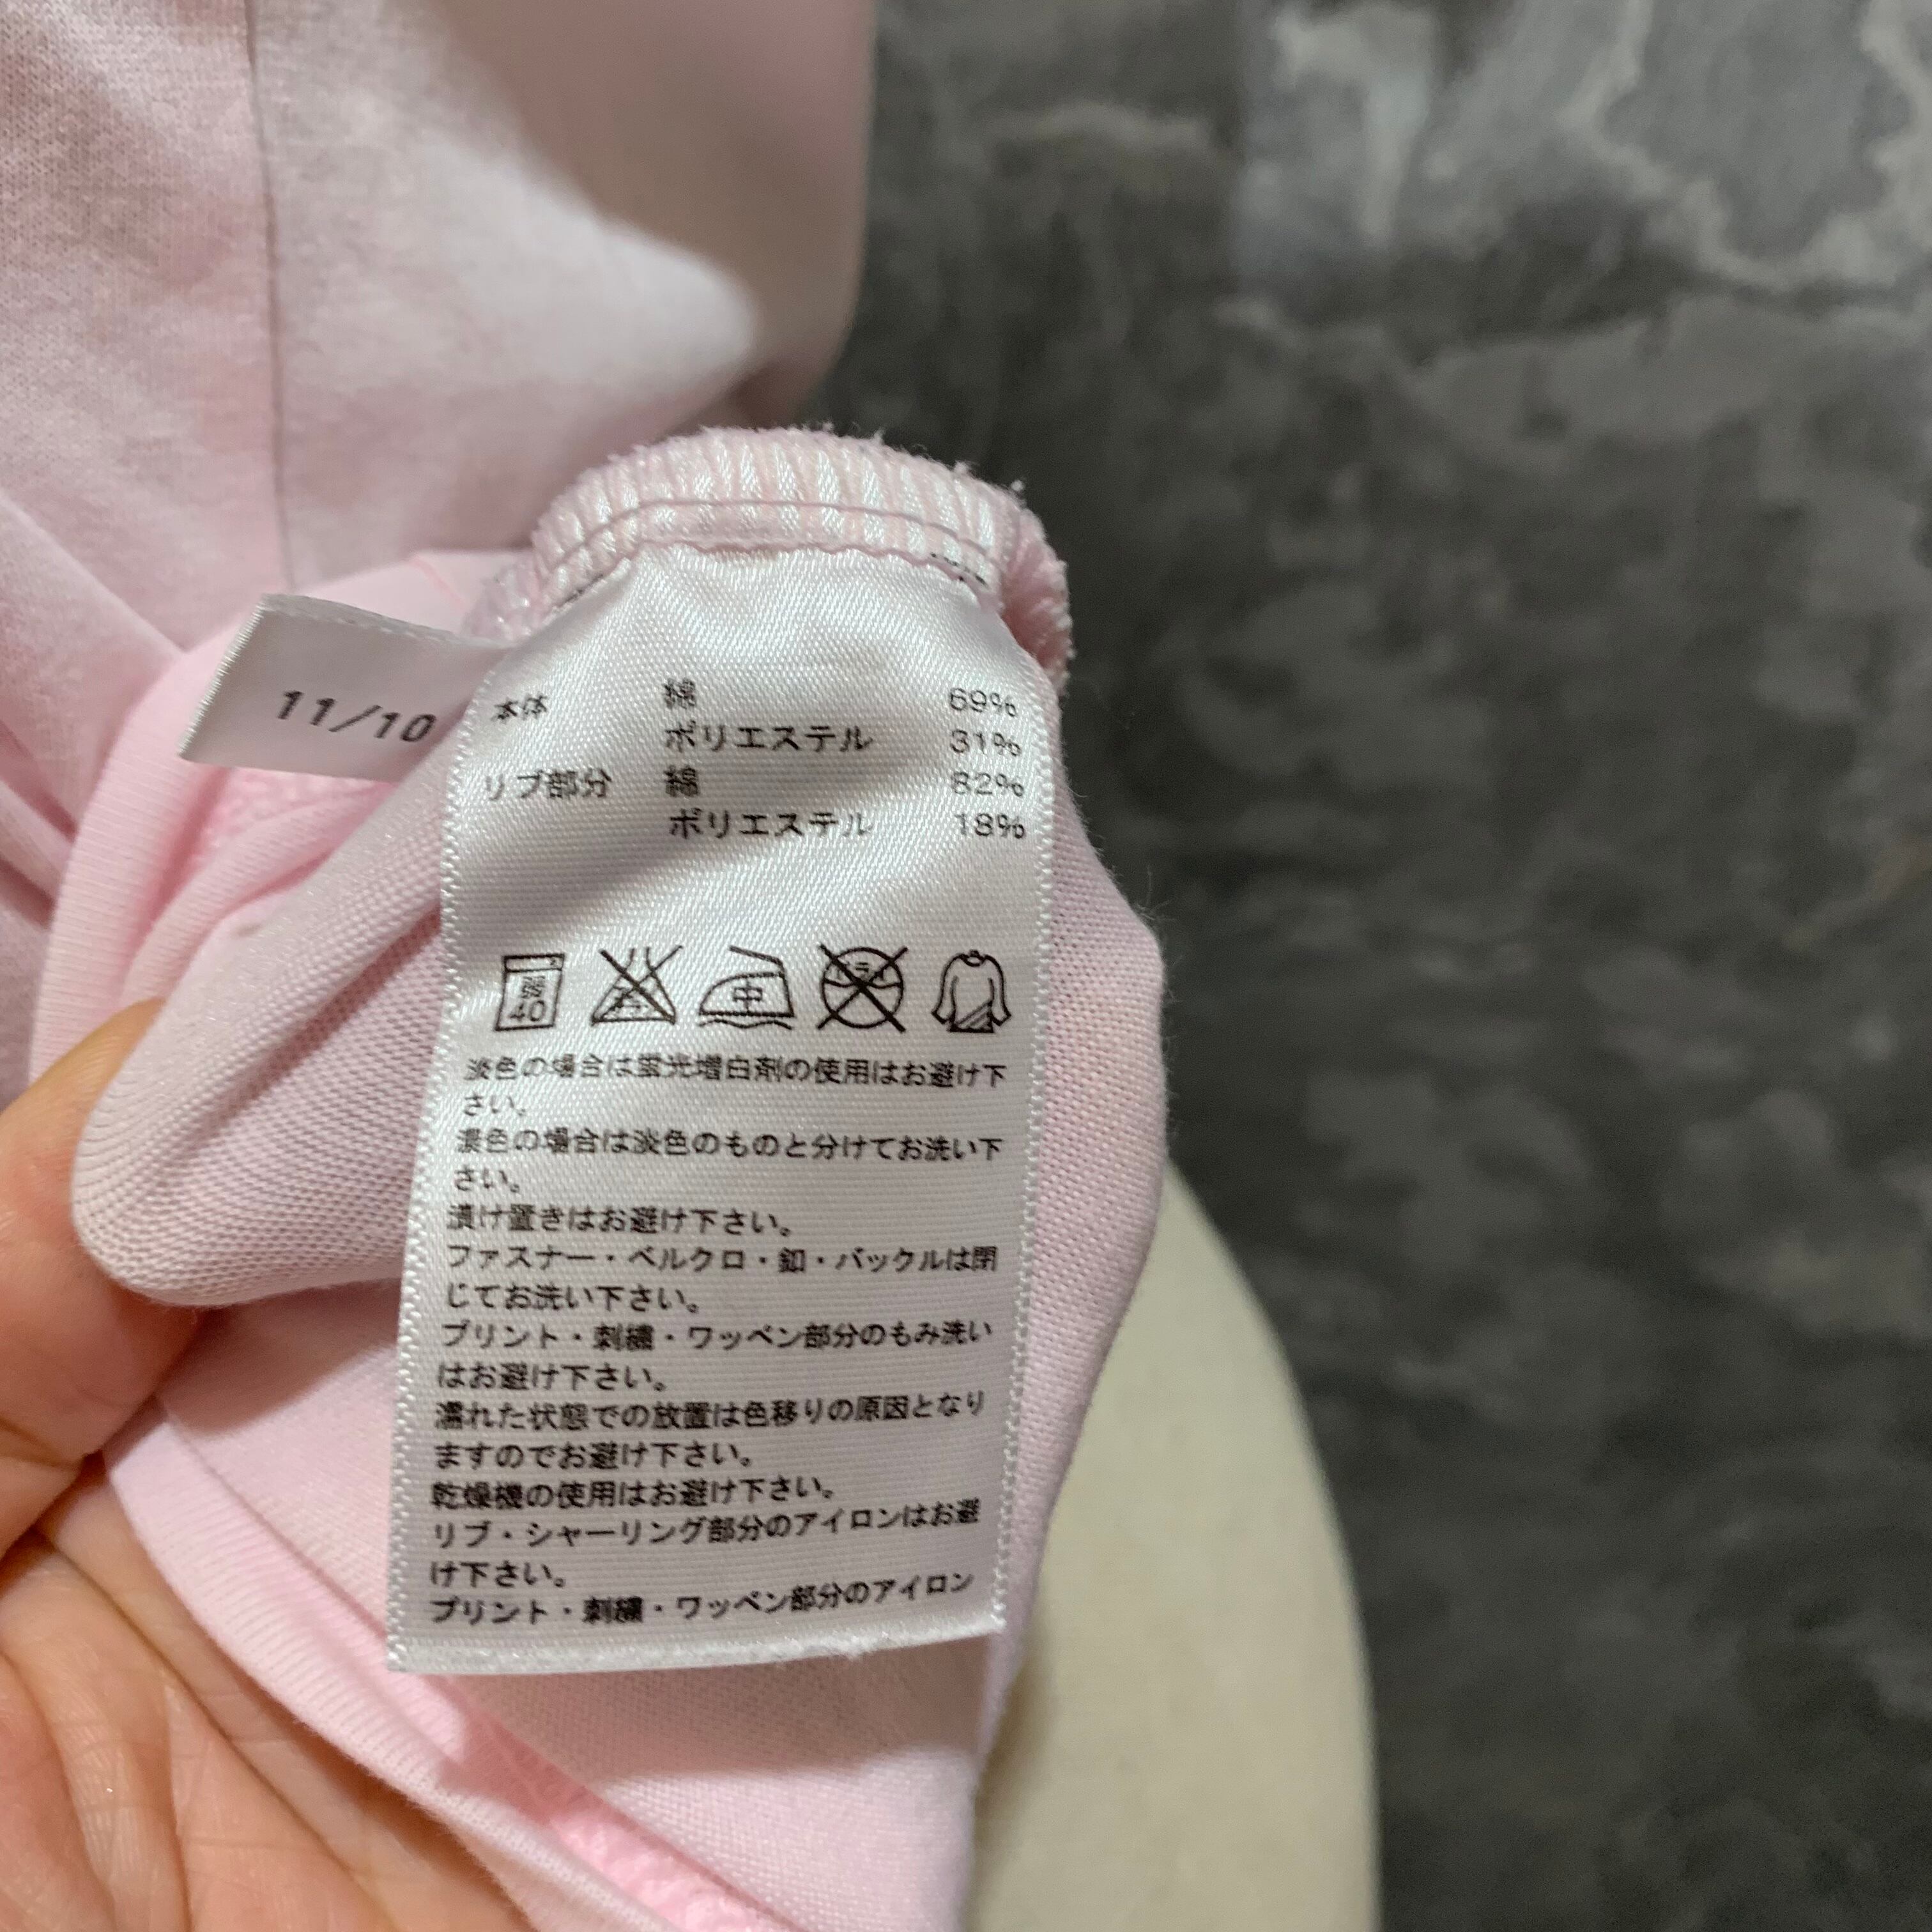 11/10
本体 綿 69%
ポリエステル 31%
リブ部分 綿 82%
ポリエステル 18%
弱
40
中
淡色の場合は蛍光増白剤の使用はお避け下
さい。
濃色の場合は淡色のものと分けてお洗い下
さい。
漬け置きはお避け下さい。
ファスナー・ベルクロ・釦・バックルは閉
じてお洗い下さい。
プリント・刺繍・ワッペン部分のもみ洗い
はお避け下さい。
濡れた状態での放置は色移りの原因となり
ますのでお避け下さい。
乾燥機の使用はお避け下さい。
リブ・シャーリング部分のアイロンはお避
け下さい。
プリント・刺繍・ワッペン部分のアイロン